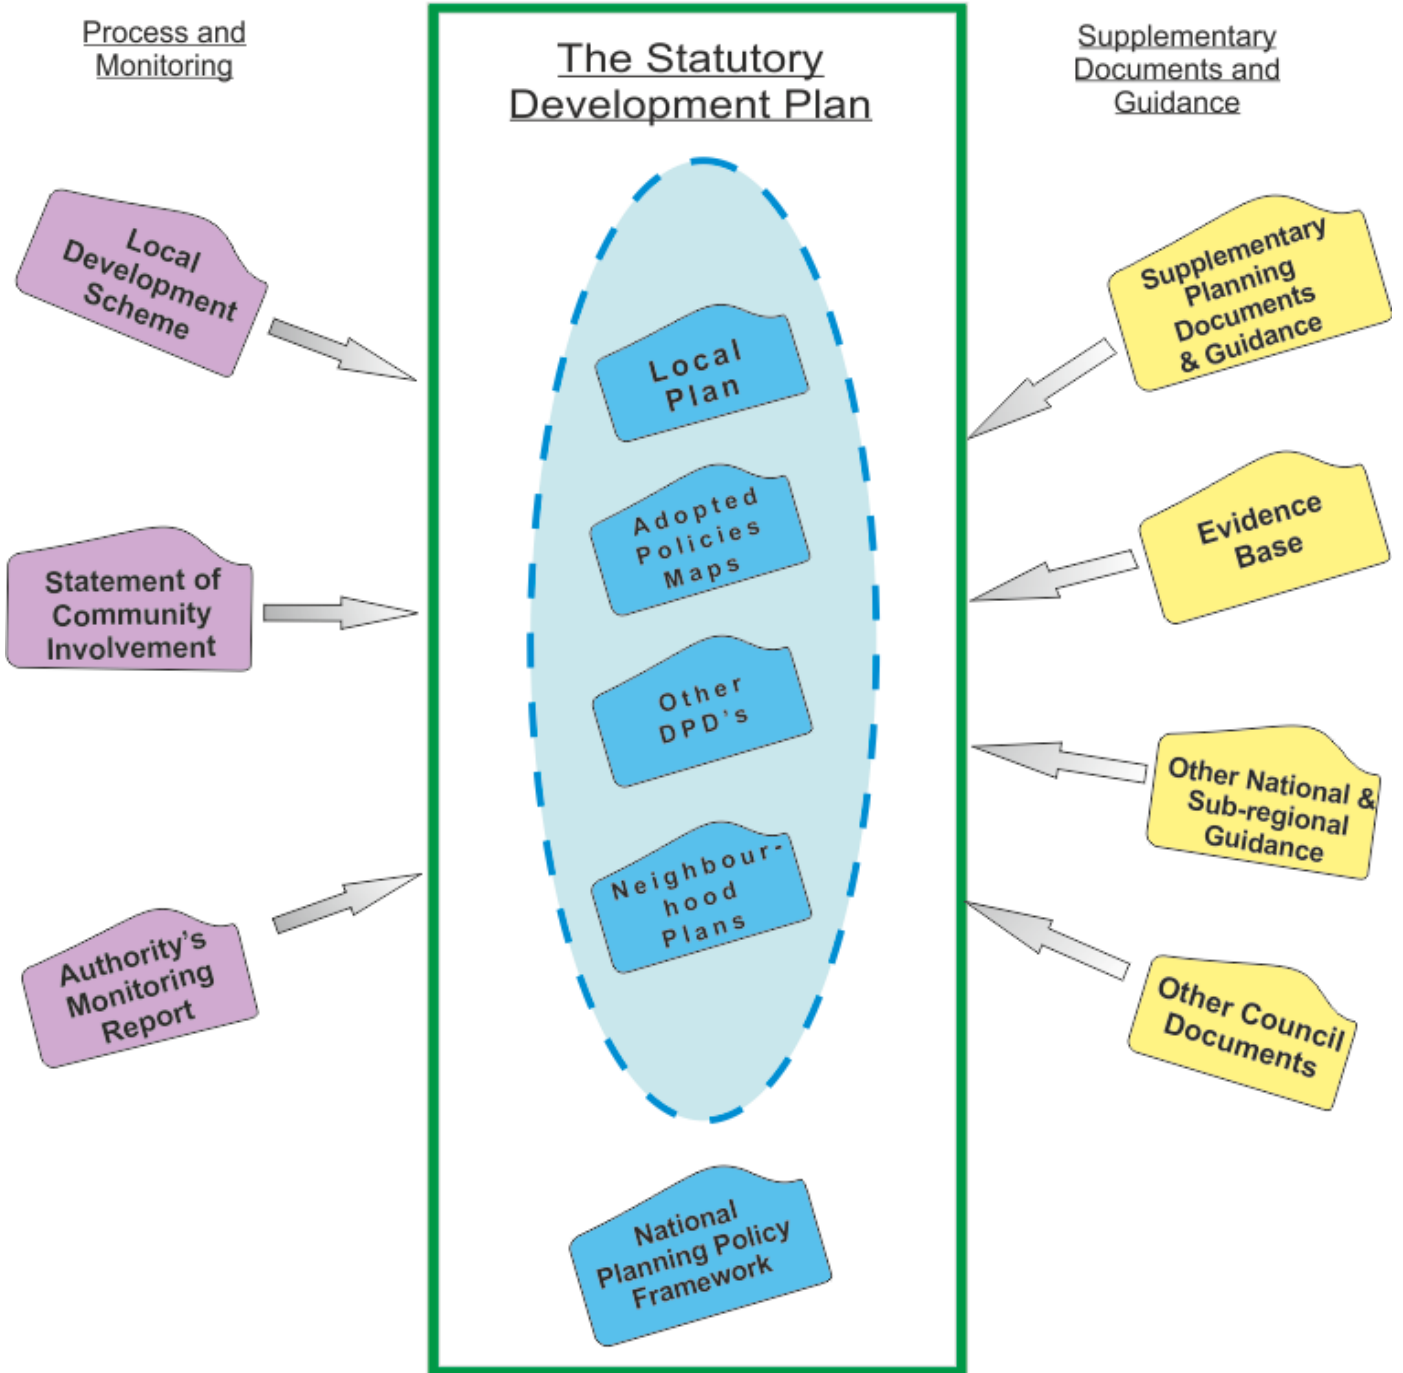 Process and
Monitoring
Local
Development
Scheme
Statement of
Community
Involvement
Authority’s
Monitoring
Report
The Statutory
Development Plan
Local
Plan
Adopted
Policies
Maps
Other
DPD’s
Neighbour-
hood
Plans
National
Planning Policy
Framework
Supplementary
Documents and
Guidance
Supplementary
Planning
Documents
& Guidance
Evidence
Base
Other National &
Sub-regional
Guidance
Other Council
Documents